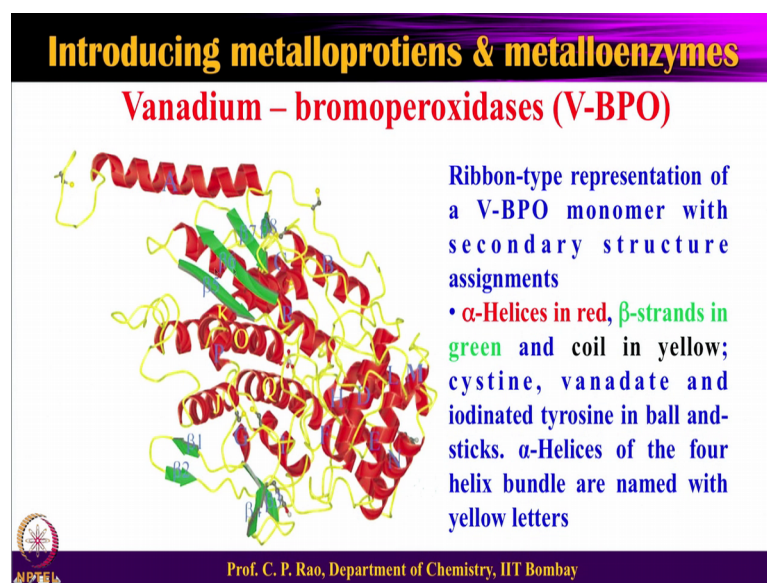 Introducing metalloprotiens & metalloenzymes
Vanadium – bromoperoxidases (V-BPO)
Ribbon-type representation of
a V-BPO monomer with
secondary structure
assignments
• α-Helices in red, β-strands in
green and coil in yellow;
cystine, vanadate and
iodinated tyrosine in ball and-
sticks. α-Helices of the four
helix bundle are named with
yellow letters
A
B
K
O
Q
L M
β1
β2
NPTEL
Prof. C. P. Rao, Department of Chemistry, IIT Bombay